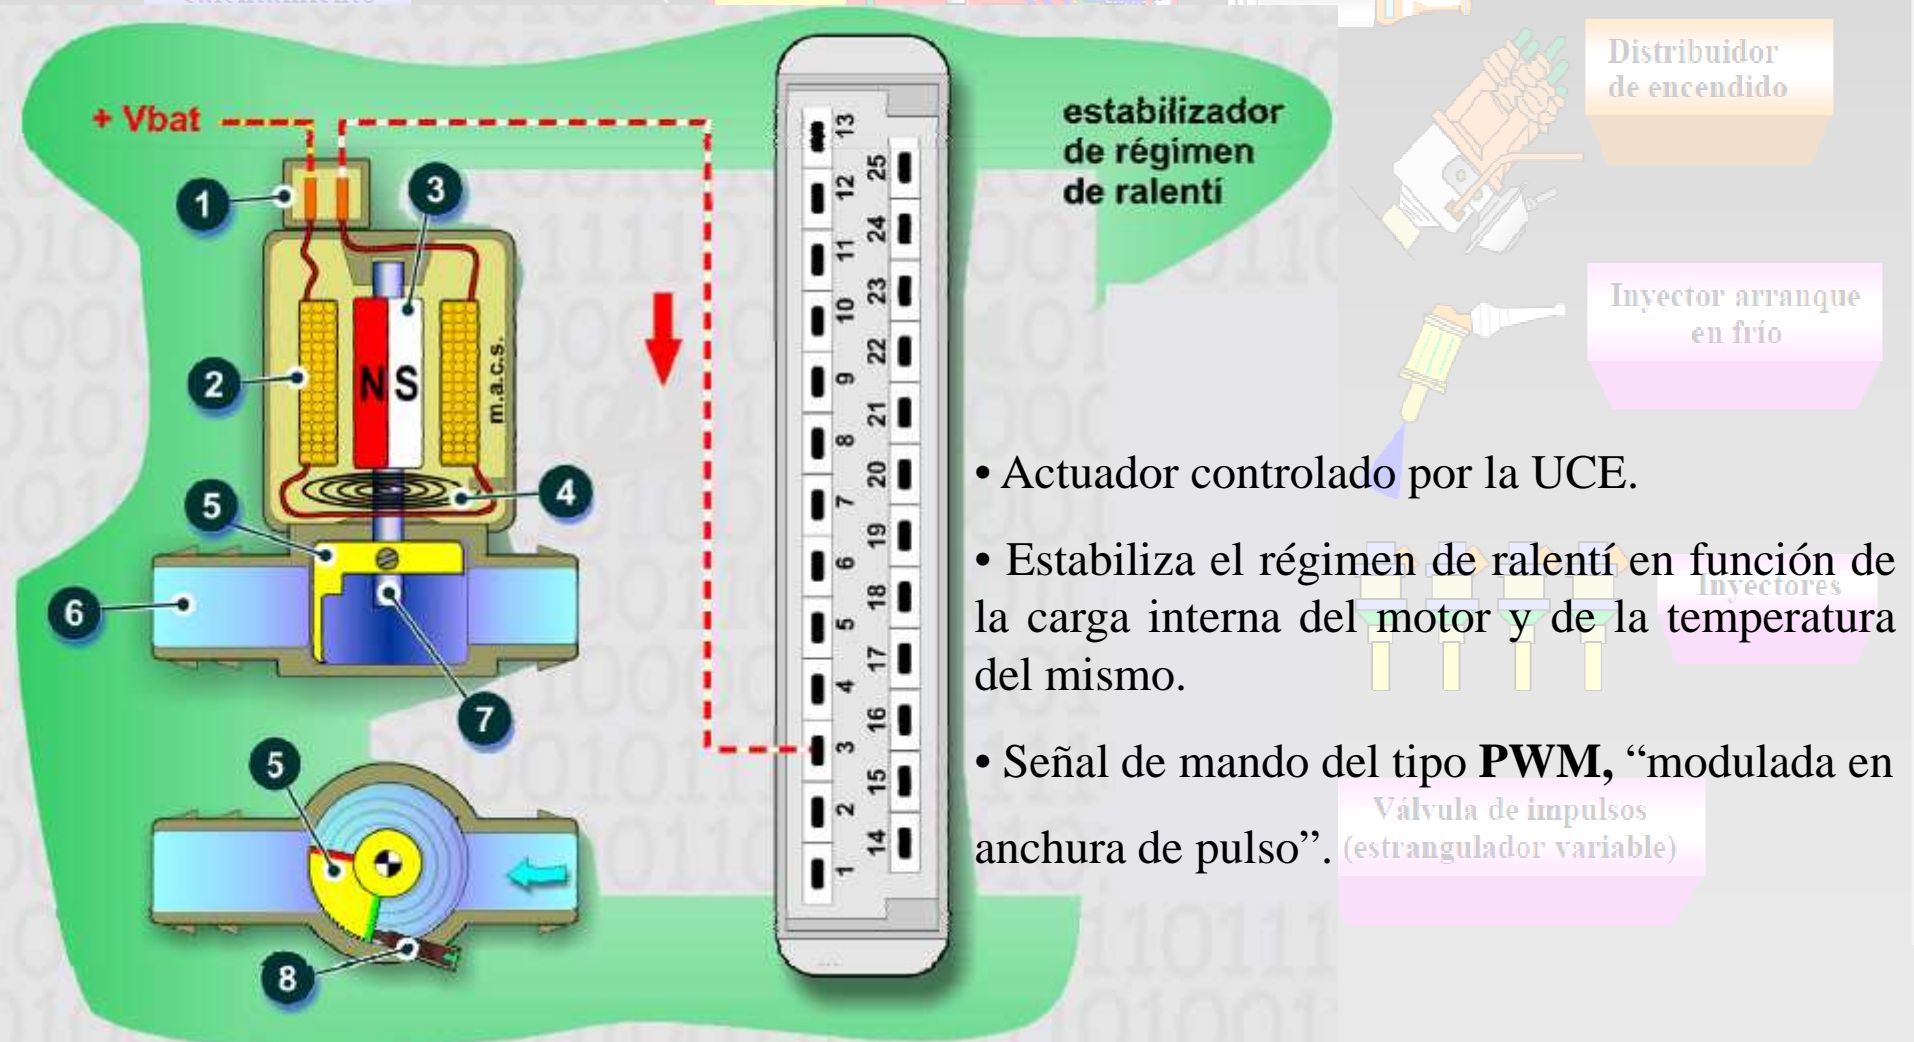 + Vbat
1
2
3
4
5
6
7
5
8
N S
m.a.c.s.
13
12
11
10
9
8
7
6
5
4
3
2
1
25
24
23
22
21
20
19
18
17
16
15
14
estabilizador
de régimen
de ralentí
Distribuidor
de encendido
Inyector arranque
en frío
• Actuador controlado por la UCE.
• Estabiliza el régimen de ralentí en función de
la carga interna del motor y de la temperatura
del mismo.
Inyectores
• Señal de mando del tipo PWM, “modulada en
anchura de pulso”.
Válvula de impulsos
(estrangulador variable)